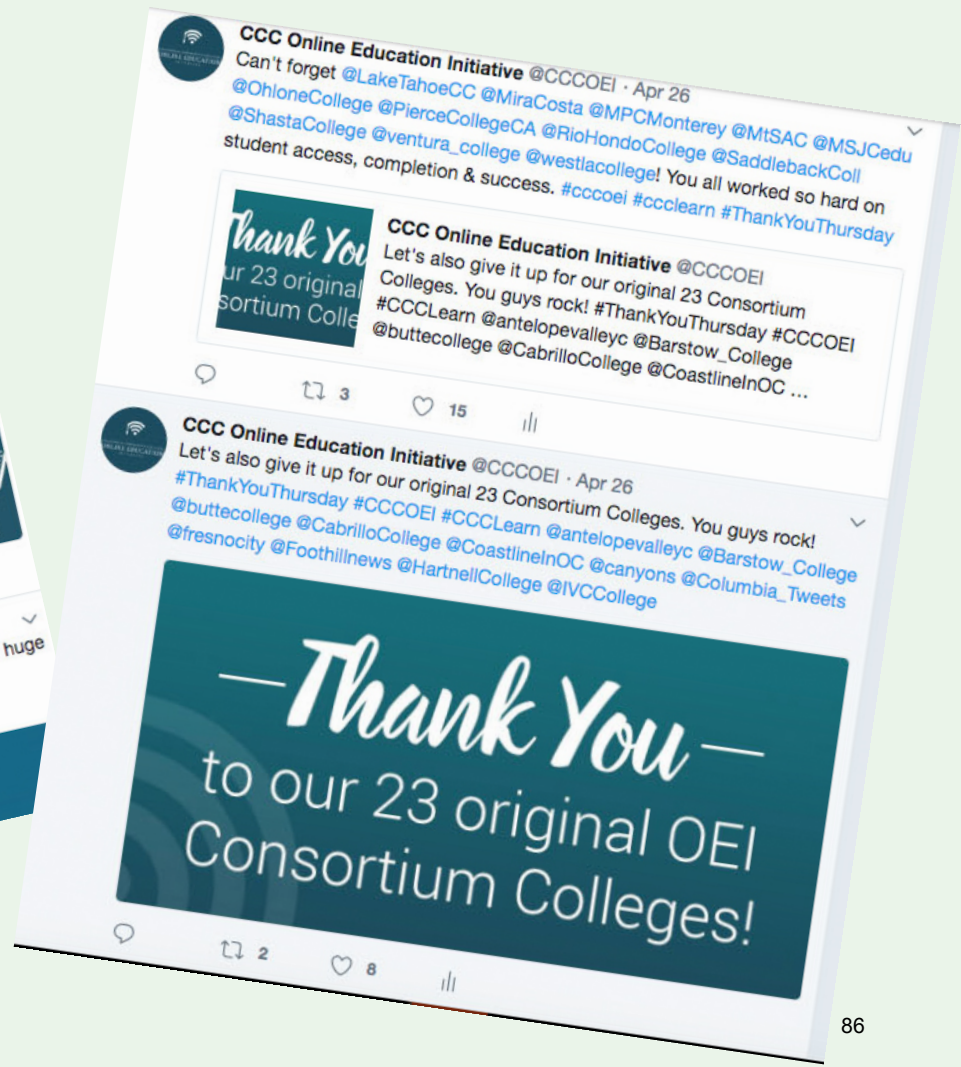 CCC Online Education Initiative @CCCOEI · Apr 26
Can't forget @LakeTahoeCC @MiraCosta @MPCMonterey @MtSAC @MSJCedu
@OhloneCollege @PierceCollegeCA @RioHondoCollege @SaddlebackColl
@ShastaCollege @ventura_college @westlacollege! You all worked so hard on
student access, completion & success. #cccoei #ccclearn #ThankYouThursday
Thank You
ur 23 original
sortium Colle
CCC Online Education Initiative @CCCOEI
Let's also give it up for our original 23 Consortium
Colleges. You guys rock! #ThankYouThursday #CCCOEI
#CCCLearn @antelopevalleyc @Barstow_College
@buttecollege @CabrilloCollege @CoastlineInOC ...
3 15
CCC Online Education Initiative @CCCOEI · Apr 26
Let's also give it up for our original 23 Consortium Colleges. You guys rock!
#ThankYouThursday #CCCOEI #CCCLearn @antelopevalleyc @Barstow_College
@buttecollege @CabrilloCollege @CoastlineInOC @canyons @Columbia_Tweets
@fresnocity @Foothillnews @HartnellCollege @IVCCollege
Thank You
to our 23 original OEI
Consortium Colleges!
2 8
huge
86